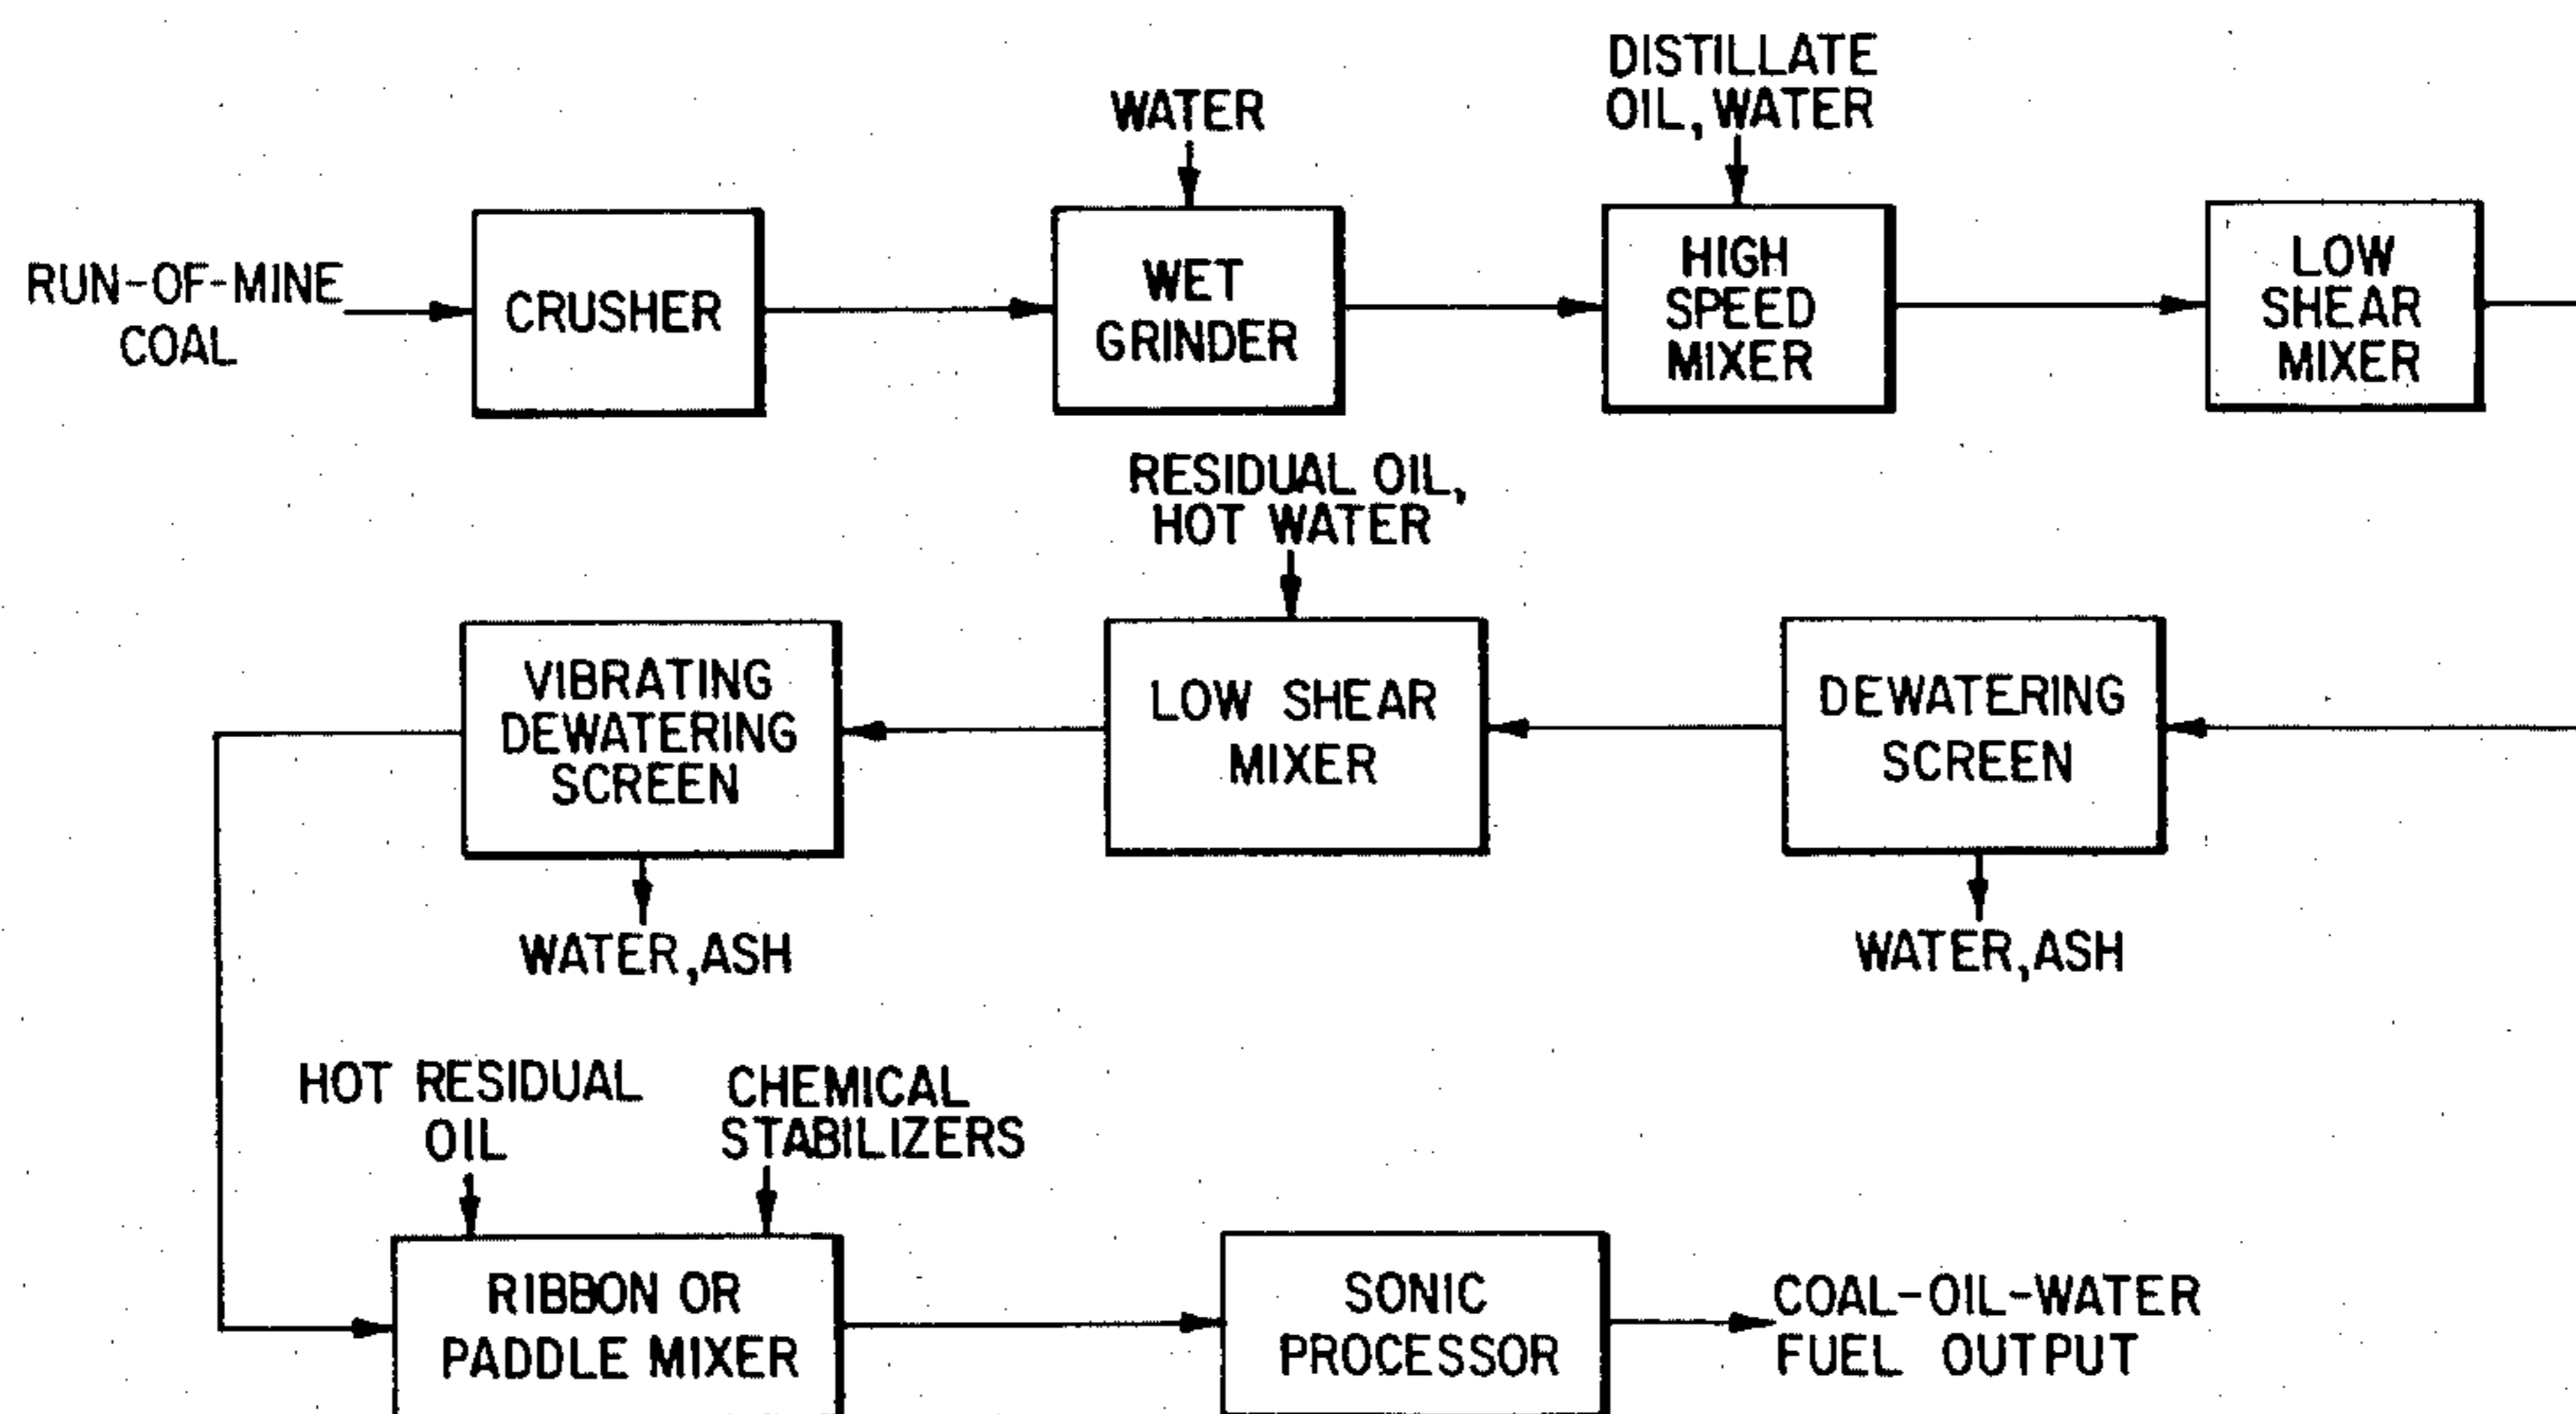 DISTILLATE
OIL, WATER
WATER
RUN-OF-MINE
COAL
CRUSHER
WET
GRINDER
HIGH
SPEED
MIXER
LOW
SHEAR
MIXER
RESIDUAL OIL,
HOT WATER
VIBRATING
DEWATERING
SCREEN
LOW SHEAR
MIXER
DEWATERING
SCREEN
WATER, ASH
WATER, ASH
HOT RESIDUAL
OIL
CHEMICAL
STABILIZERS
RIBBON OR
PADDLE MIXER
SONIC
PROCESSOR
COAL-OIL-WATER
FUEL OUTPUT